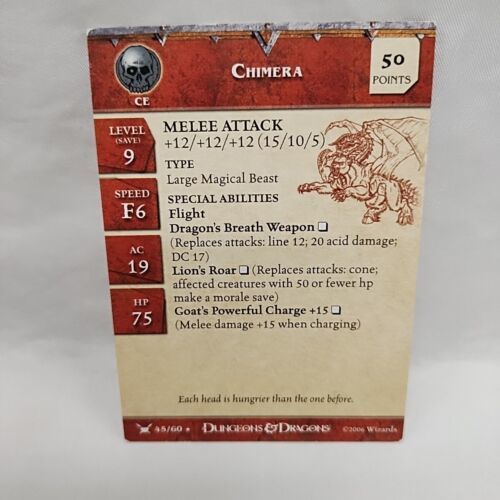 CHIMERA
50
POINTS
CE
LEVEL
(SAVE)
9
SPEED
F6
AC
19
HP
75
MELEE ATTACK
+12/+12/+12 (15/10/5)
TYPE
Large Magical Beast
SPECIAL ABILITIES
Flight
Dragon's Breath Weapon ❑
(Replaces attacks: line 12; 20 acid damage;
DC 17)
Lion's Roar ❑ (Replaces attacks: cone;
affected creatures with 50 or fewer hp
make a morale save)
Goat's Powerful Charge +15 ❑
(Melee damage +15 when charging)
Each head is hungrier than the one before.
45/60 ★ DUNGEONS & DRAGONS ©2006 Wizards